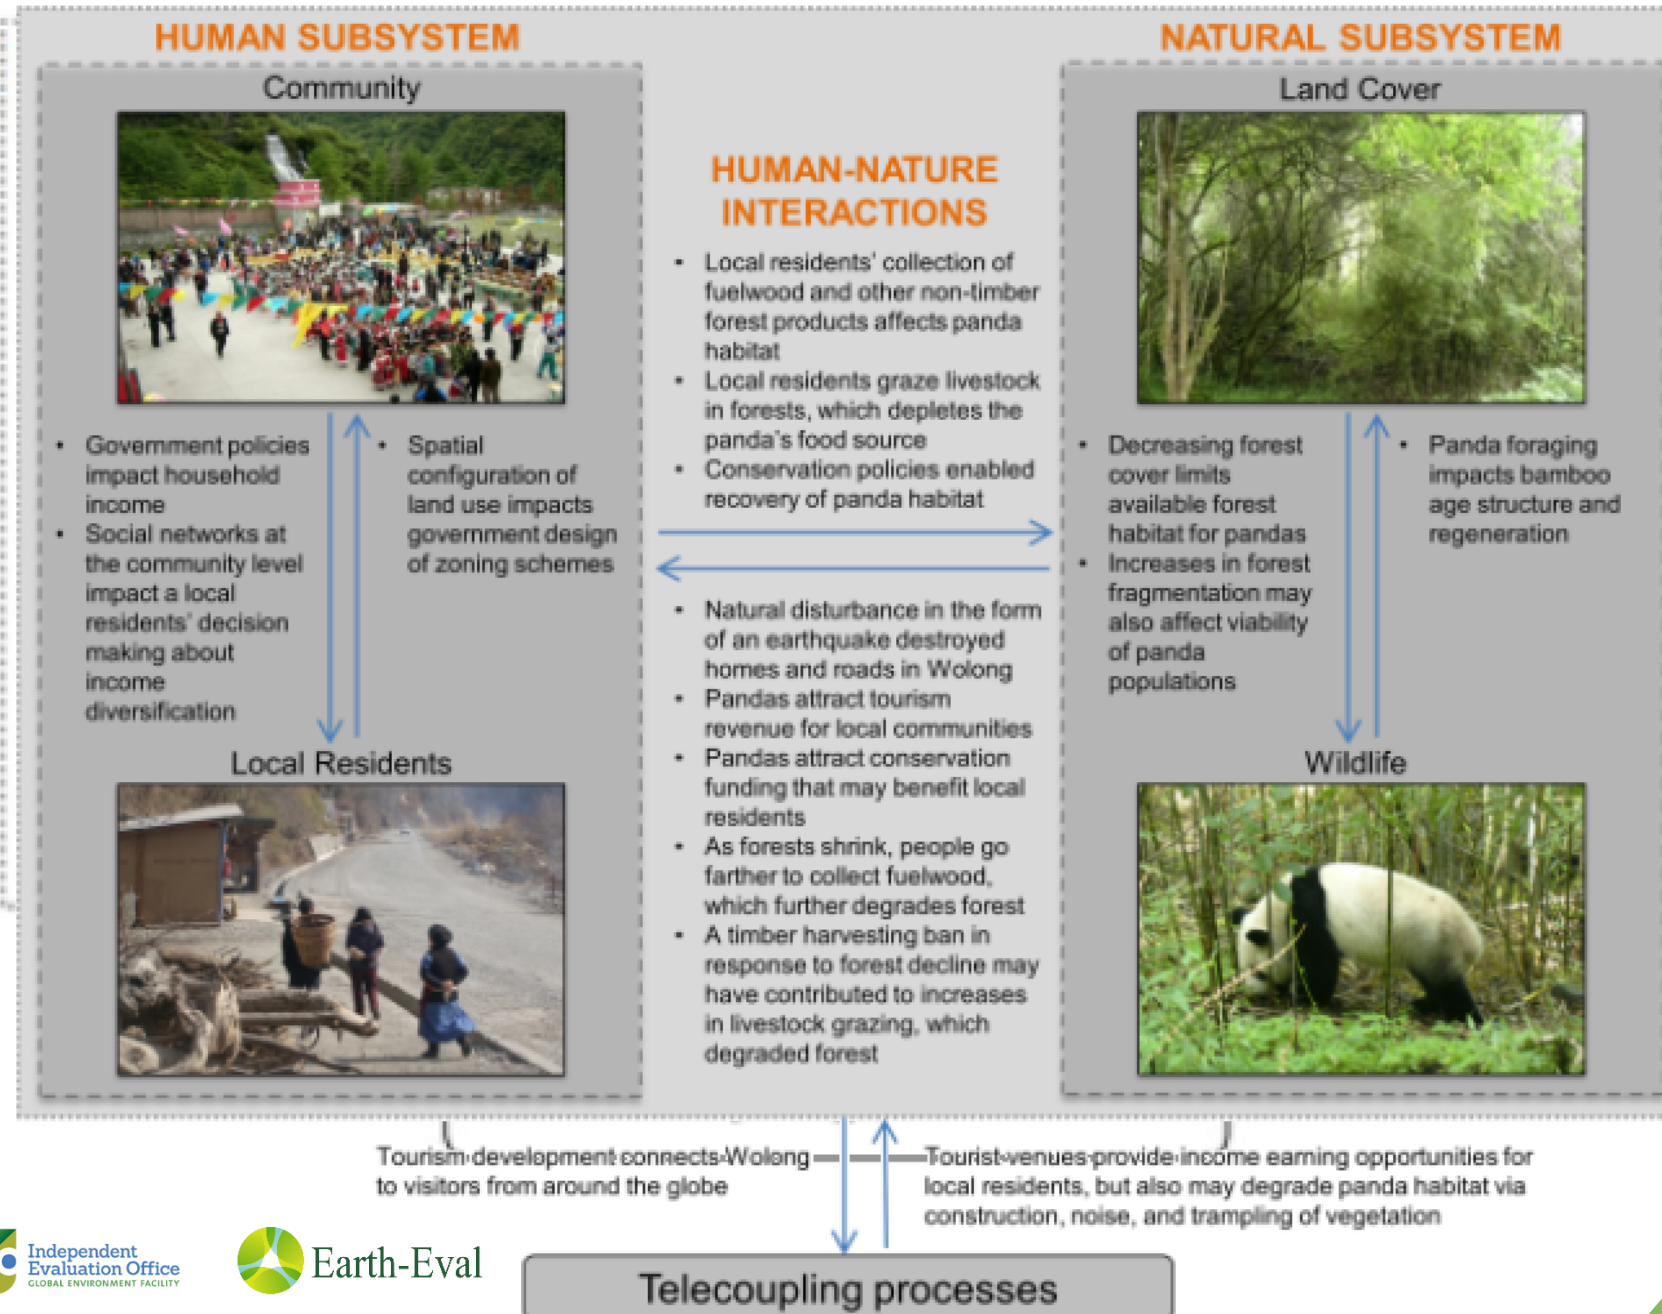 HUMAN SUBSYSTEM
Community
• Government policies
impact household
income
• Social networks at
the community level
impact a local
residents' decision
making about
income
diversification
• Spatial
configuration of
land use impacts
government design
of zoning schemes
Local Residents
HUMAN-NATURE
INTERACTIONS
• Local residents' collection of
fuelwood and other non-timber
forest products affects panda
habitat
• Local residents graze livestock
in forests, which depletes the
panda's food source
• Conservation policies enabled
recovery of panda habitat
• Natural disturbance in the form
of an earthquake destroyed
homes and roads in Wolong
• Pandas attract tourism
revenue for local communities
• Pandas attract conservation
funding that may benefit local
residents
• As forests shrink, people go
farther to collect fuelwood,
which further degrades forest
• A timber harvesting ban in
response to forest decline may
have contributed to increases
in livestock grazing, which
degraded forest
NATURAL SUBSYSTEM
Land Cover
• Decreasing forest
cover limits
available forest
habitat for pandas
• Increases in forest
fragmentation may
also affect viability
of panda
populations
• Panda foraging
impacts bamboo
age structure and
regeneration
Wildlife
Tourism development connects Wolong
to visitors from around the globe
Tourist venues provide income earning opportunities for
local residents, but also may degrade panda habitat via
construction, noise, and trampling of vegetation
Telecoupling processes
Independent
Evaluation Office
GLOBAL ENVIRONMENT FACILITY
Earth-Eval